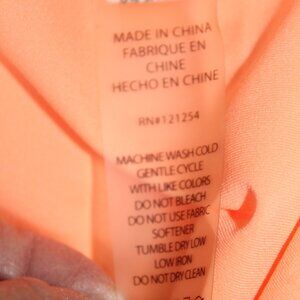 MADE IN CHINA
FABRIQUE EN
CHINE
HECHO EN CHINE
RN#121254
MACHINE WASH COLD
GENTLE CYCLE
WITH LIKE COLORS
DO NOT BLEACH
DO NOT USE FABRIC
SOFTENER
TUMBLE DRY LOW
LOW IRON
DO NOT DRY CLEAN